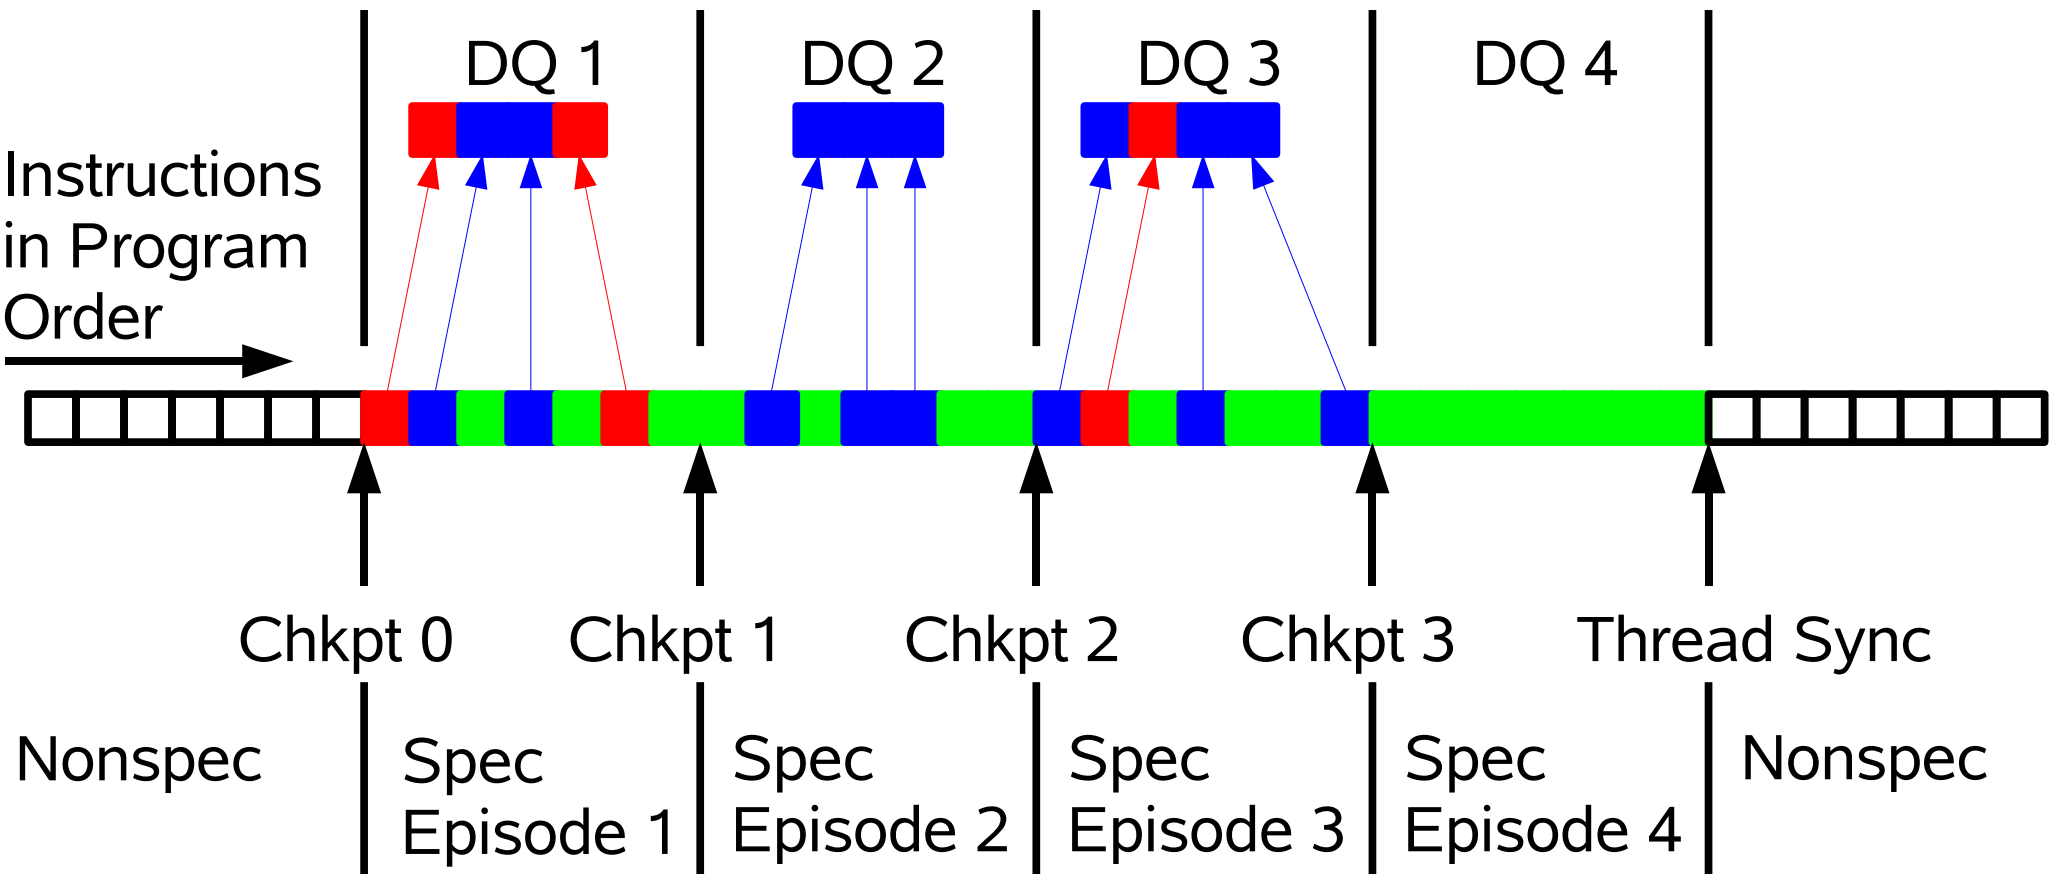 DQ 1
DQ 2
DQ 3
DQ 4
Instructions
in Program
Order
Chkpt 0
Chkpt 1
Chkpt 2
Chkpt 3
Thread Sync
Nonspec
Spec
Episode 1
Spec
Episode 2
Spec
Episode 3
Spec
Episode 4
Nonspec